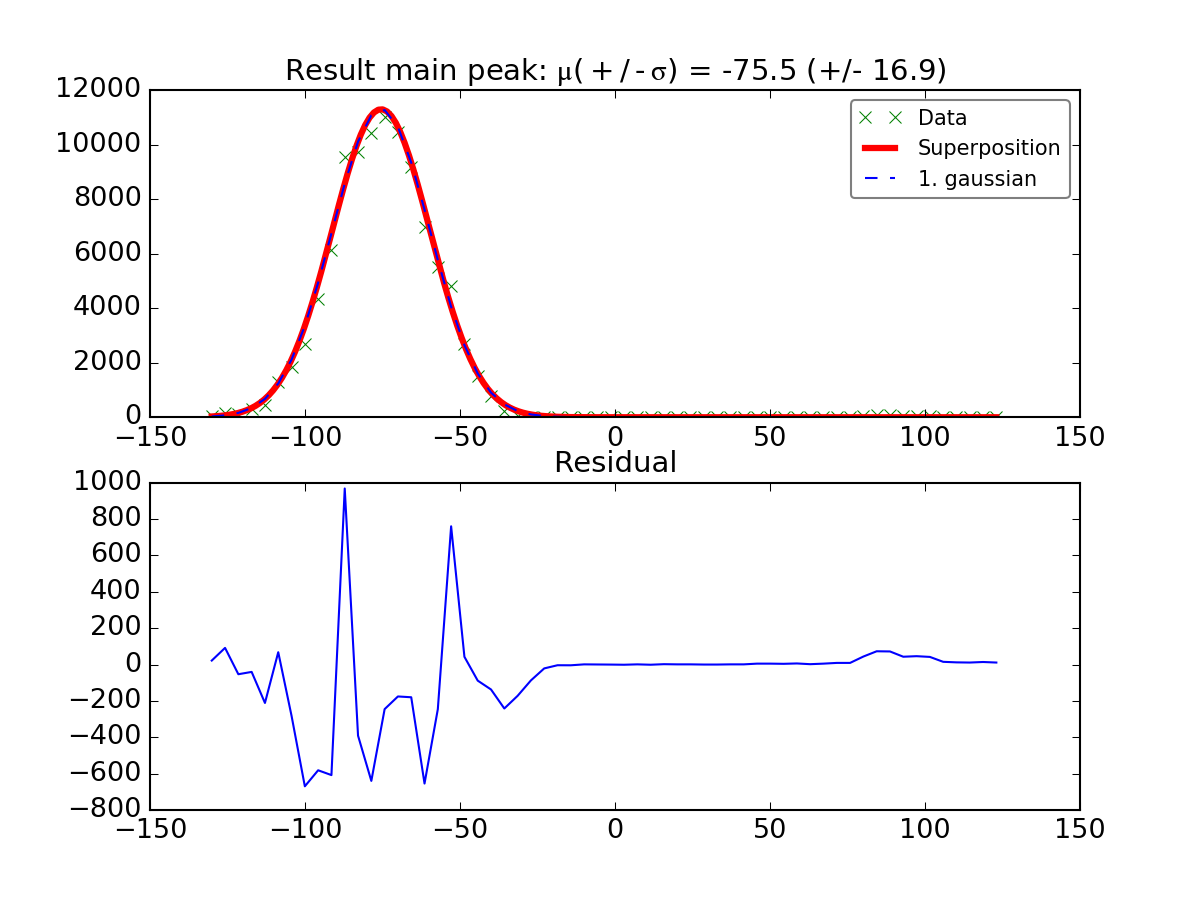 Result main peak: μ( + / - σ) = -75.5 (+/- 16.9)
12000
10000
8000
6000
4000
2000
0
Data
Superposition
1. gaussian
−150 −100 −50 0 50 100 150
Residual
1000
800
600
400
200
0
−200
−400
−600
−800
−150 −100 −50 0 50 100 150